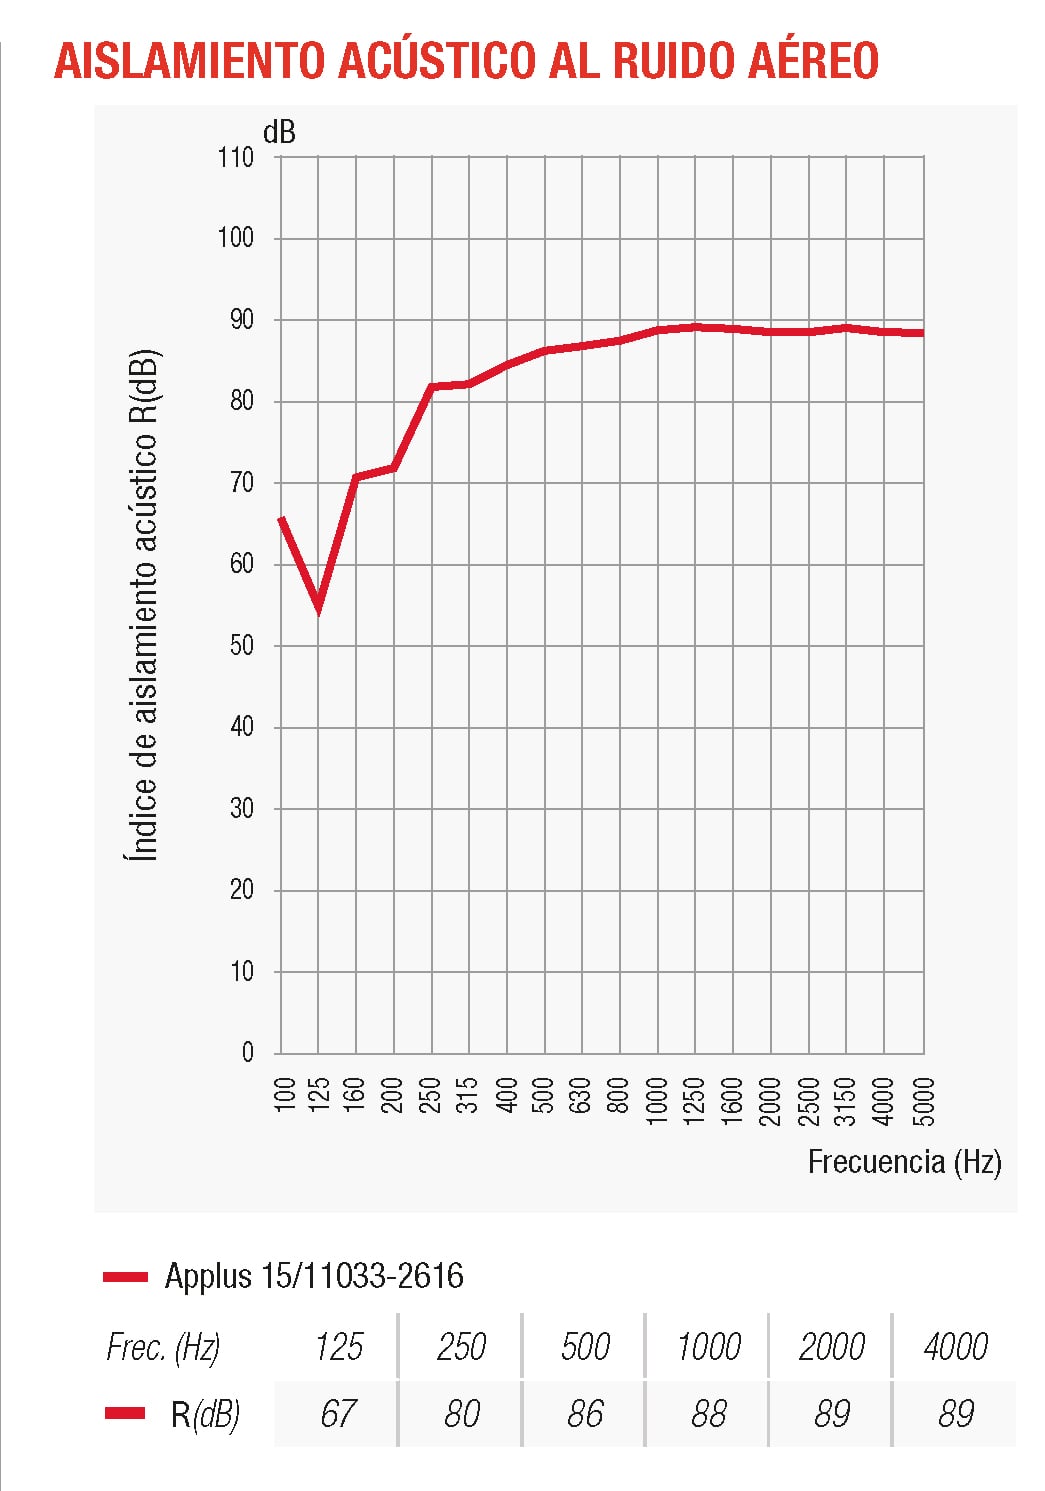 AISLAMIENTO ACÚSTICO AL RUIDO AÉREO
dB
110
100
90
80
70
60
50
40
30
20
10
0
Índice de aislamiento acústico R(dB)
100 125 160 200 250 315 400 500 630 800 1000 1250 1600 2000 2500 3150 4000 5000
Frecuencia (Hz)
Applus 15/11033-2616
Frec. (Hz) 125 250 500 1000 2000 4000
R(dB) 67 80 86 88 89 89